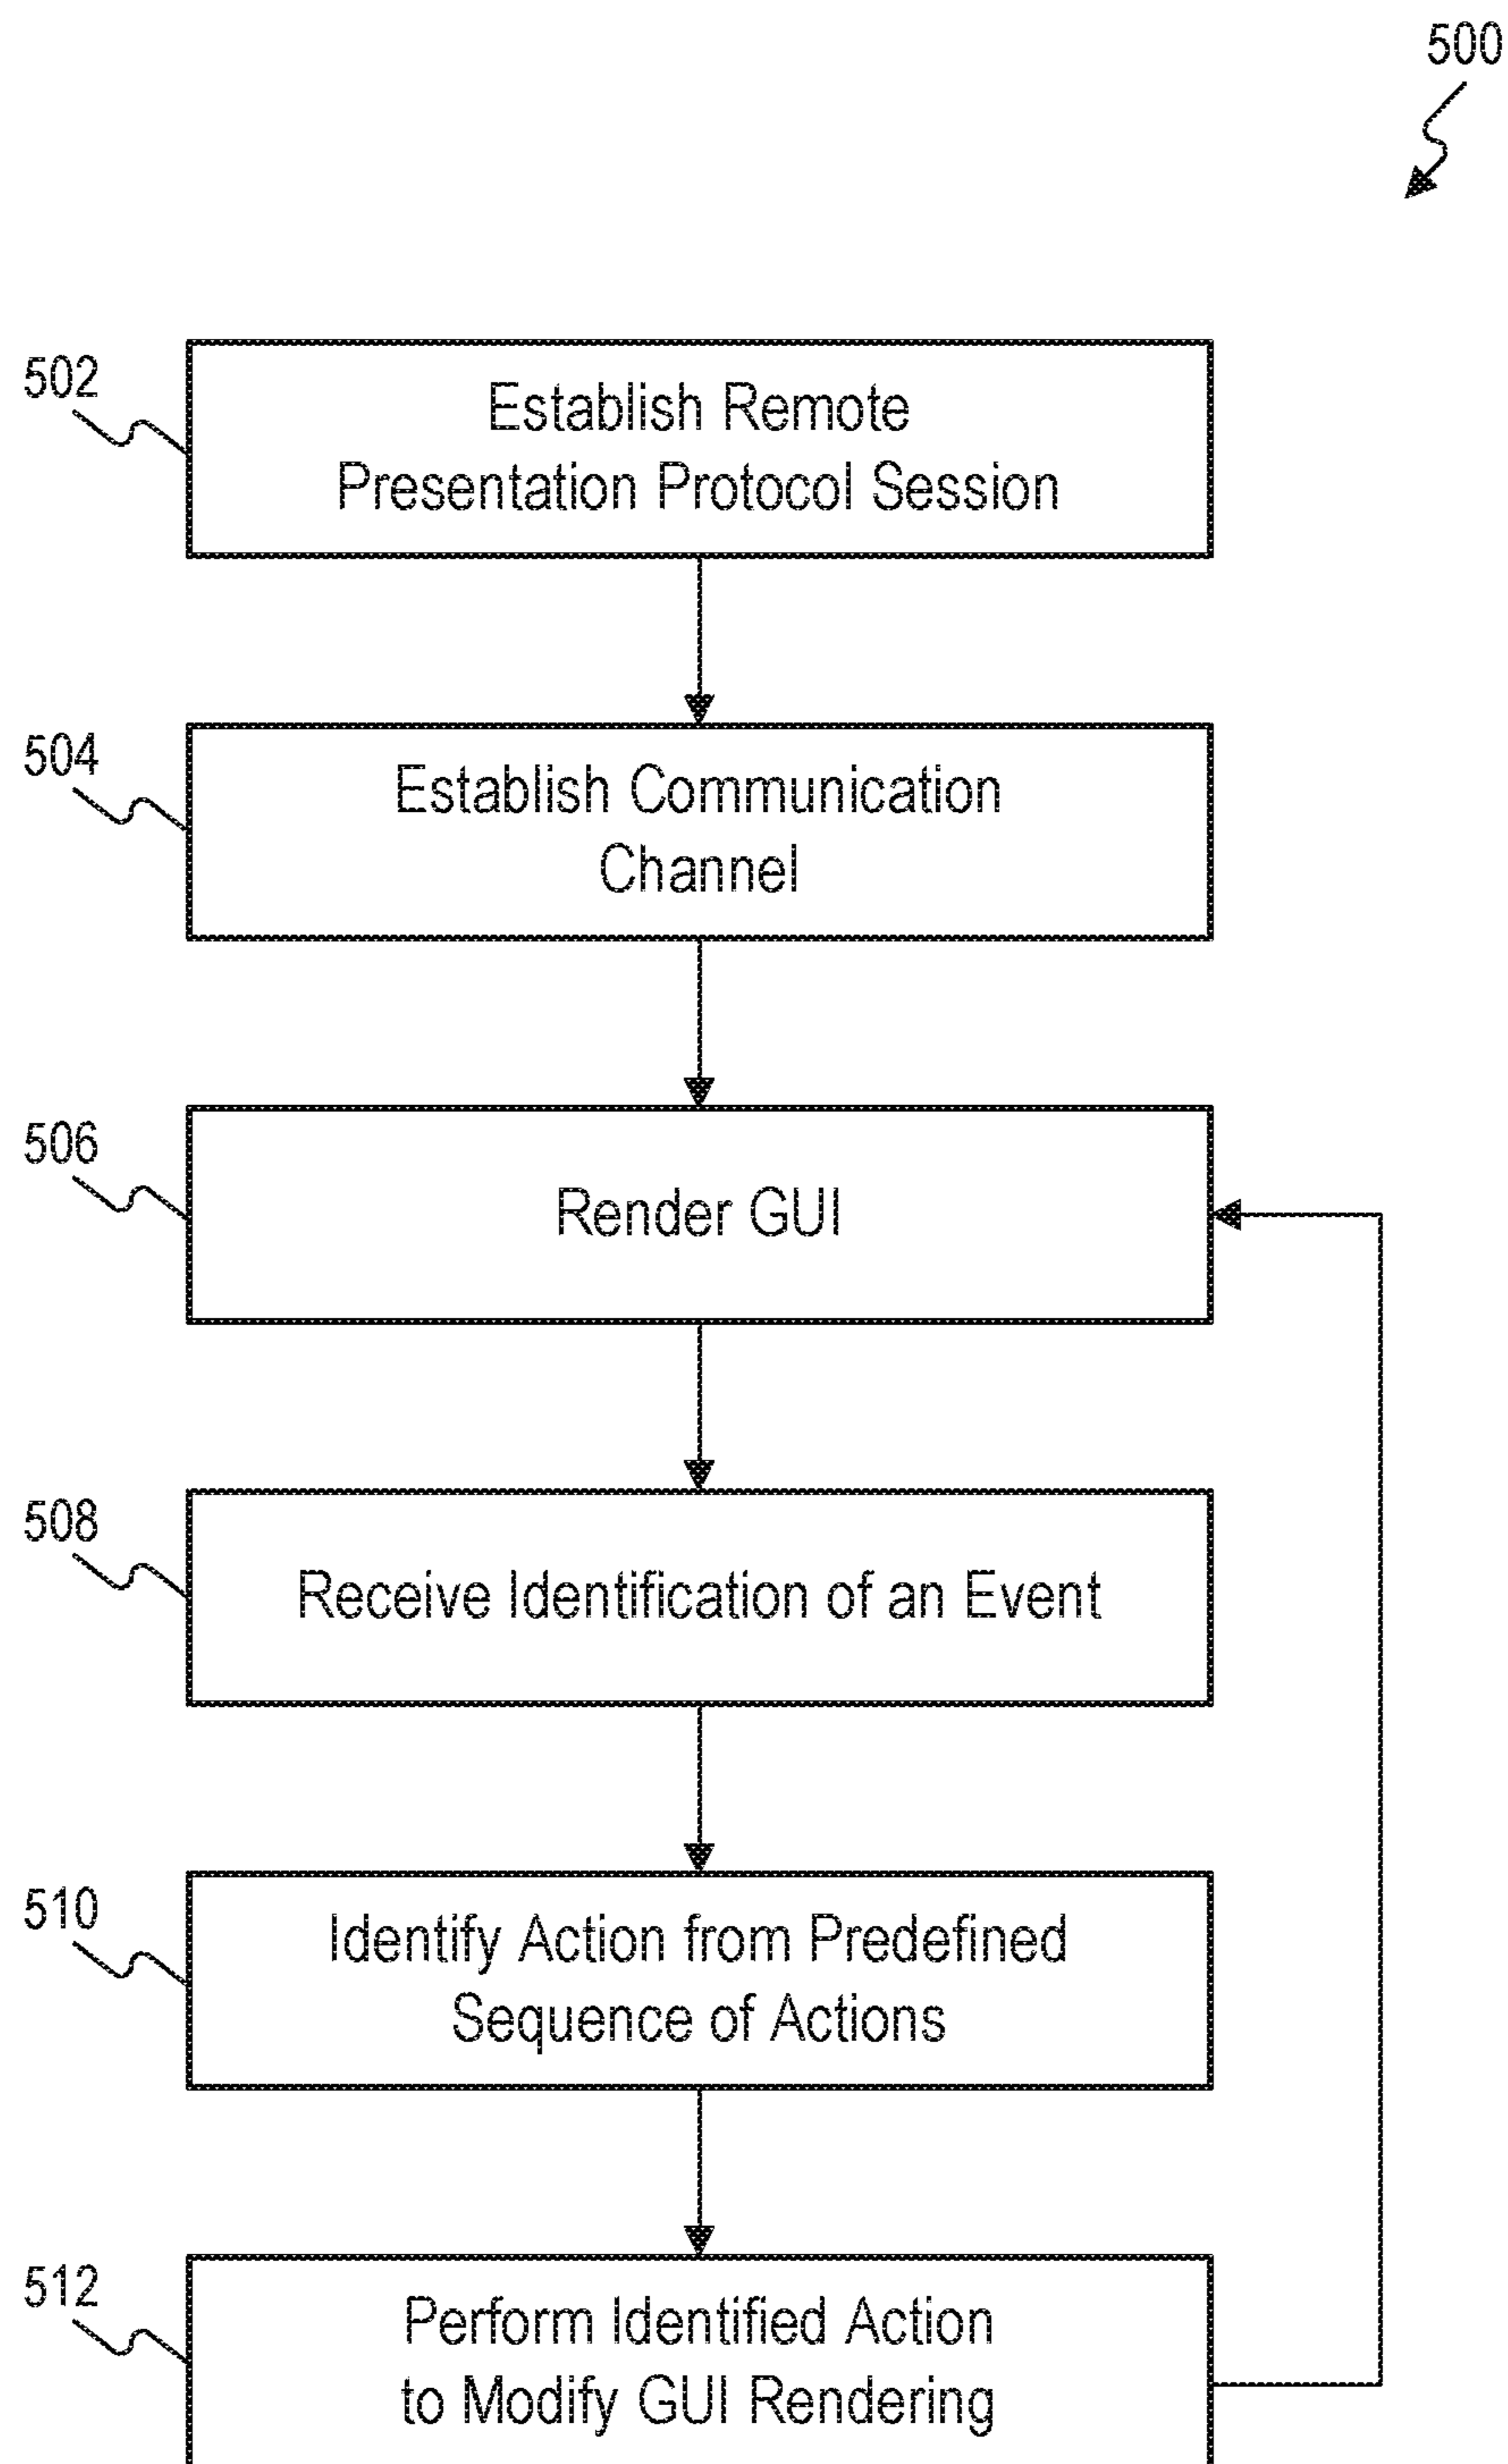 500
502
Establish Remote
Presentation Protocol Session
504
Establish Communication
Channel
506
Render GUI
508
Receive Identification of an Event
510
Identify Action from Predefined
Sequence of Actions
512
Perform Identified Action
to Modify GUI Rendering